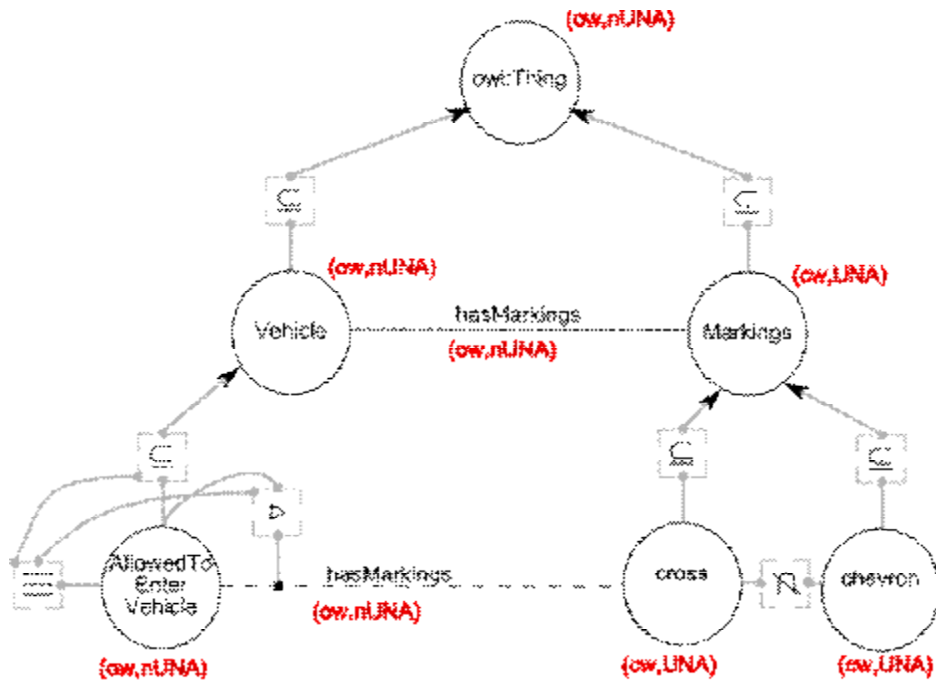 (ow,nUNA)
owl:Thing
⊆
⊆
(ow,nUNA)
(ow,UNA)
Vehicle
hasMarkings
Markings
(ow,nUNA)
⊆
⊆
⊆
AllowedTo
Enter
Vehicle
hasMarkings
cross
chevron
(ow,nUNA)
(ow,nUNA)
(ow,UNA)
(ow,UNA)